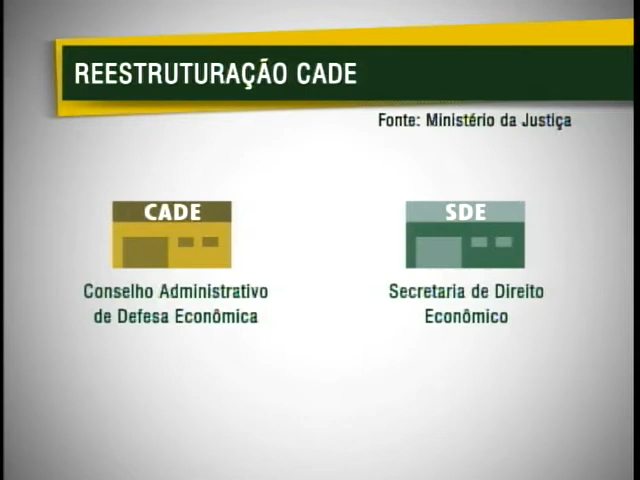 REESTRUTURAÇÃO CADE
Fonte: Ministério da Justiça
CADE
Conselho Administrativo
de Defesa Econômica
SDE
Secretaria de Direito
Econômico